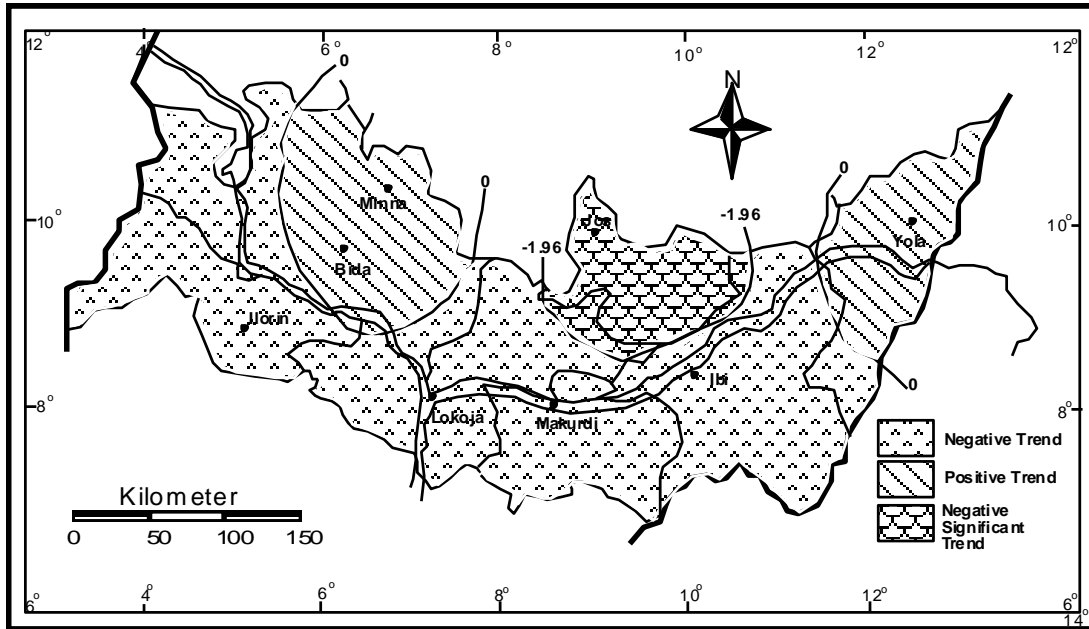 12°
4°
6°
8°
10°
12°
12°
0
N
Minna
0
Jos
0
10°
-1.96
-1.96
Yola
10°
Bida
Ilorin
Ibi
0
8°
Lokoja
Makurdi
8°
Negative Trend
Positive Trend
Negative
Significant
Trend
Kilometer
0 50 100 150
6°
4°
6°
8°
10°
12°
6°
14°